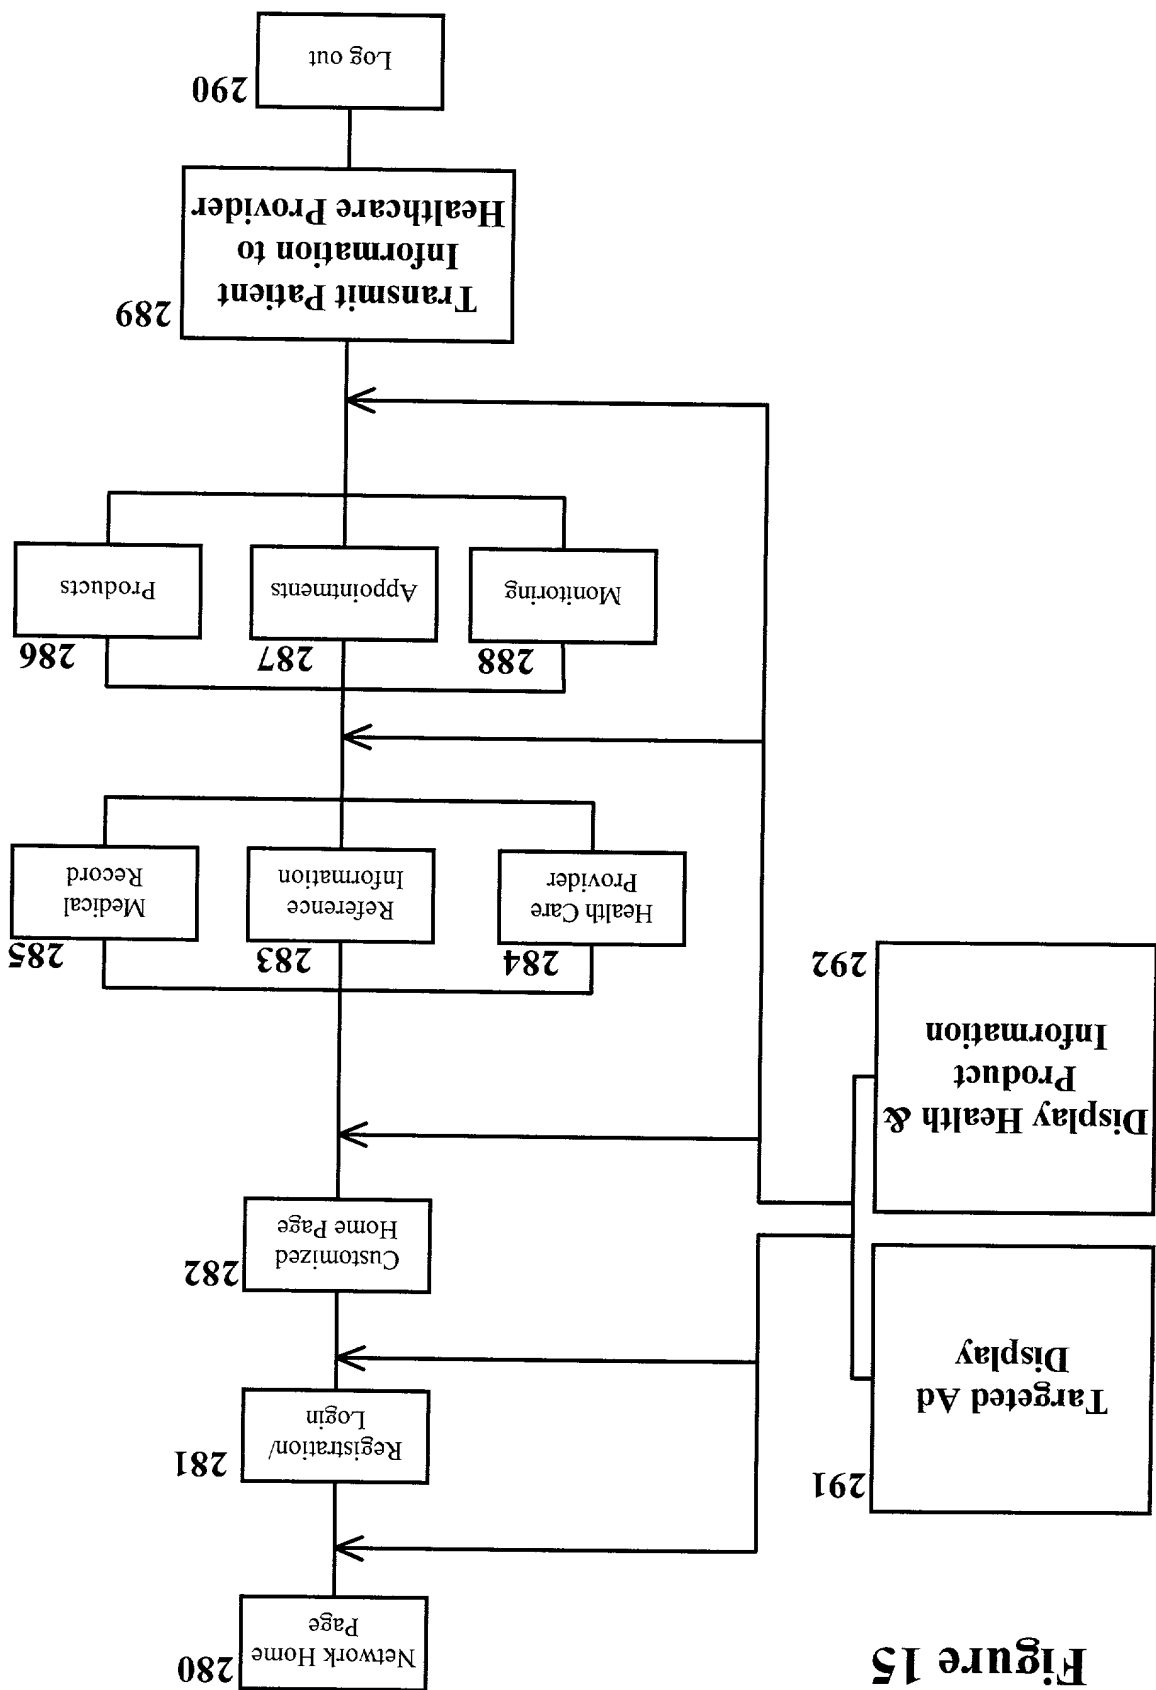 Figure 15
280
Network Home
Page
291
Targeted Ad
Display
281
Registration/
Login
282
Customized
Home Page
292
Display Health &
Product
Information
284
Health Care
Provider
283
Reference
Information
285
Medical
Record
288
Monitoring
287
Appointments
286
Products
289
Transmit Patient
Information to
Healthcare Provider
290
Log out